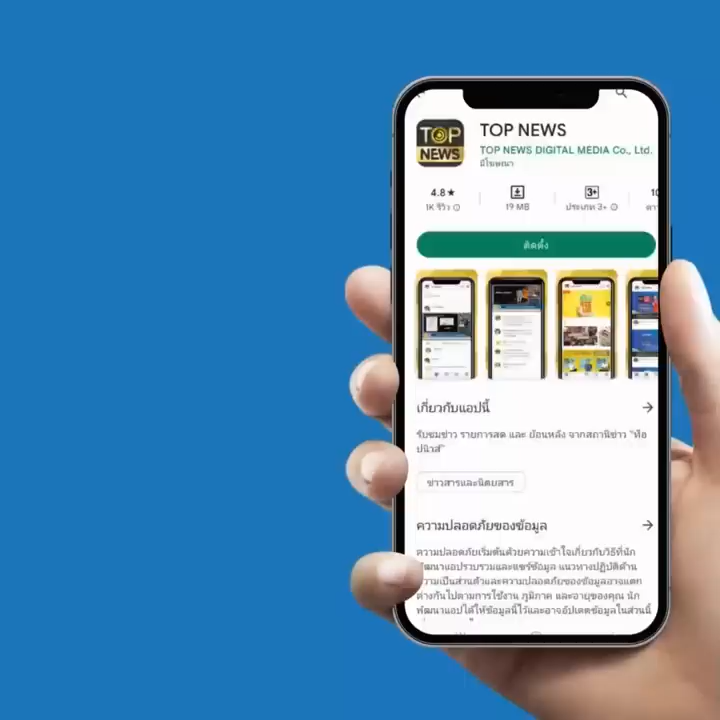 TOP NEWS
TOP
NEWS
TOP NEWS DIGITAL MEDIA Co., Ltd.
มีโฆษณา
4.8★
3+
1K รีวิว
19 MB
ประเภท 3+
ติดตั้ง
เกี่ยวกับแอปนี้ →
รับชมข่าว รายการสด และ ย้อนหลัง จากสถานีข่าว "ท็อ
ปนิวส์"
ข่าวสารและนิตยสาร
ความปลอดภัยของข้อมูล →
ความปลอดภัยเริ่มต้นด้วยความเข้าใจเกี่ยวกับวิธีที่นัก
พัฒนาแอปรวบรวมและแชร์ข้อมูล แนวทางปฏิบัติด้าน
ความเป็นส่วนตัวและความปลอดภัยของข้อมูลอาจแตก
ต่างกันไปตามการใช้งาน ภูมิภาค และอายุของคุณ นัก
พัฒนาแอปได้ให้ข้อมูลนี้ไว้และอาจอัปเดตข้อมูลในส่วนนี้